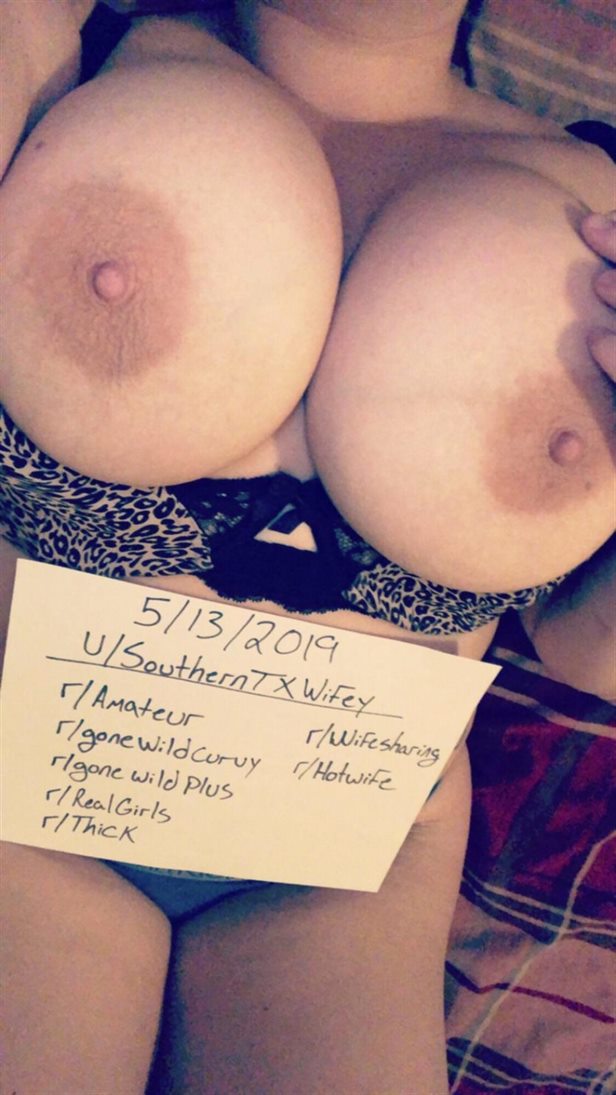 5/13/2019
U/SouthernTXWifey
r/Amateur
r/gonewildcurvy
r/gone wild Plus
r/RealGirls
r/Thick
r/Wifesharing
r/Hotwife